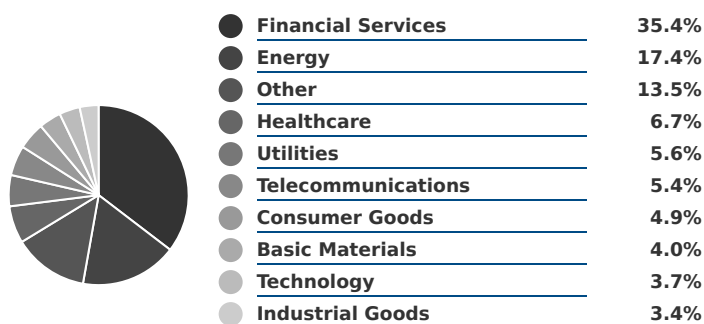 Financial Services 35.4%
Energy 17.4%
Other 13.5%
Healthcare 6.7%
Utilities 5.6%
Telecommunications 5.4%
Consumer Goods 4.9%
Basic Materials 4.0%
Technology 3.7%
Industrial Goods 3.4%